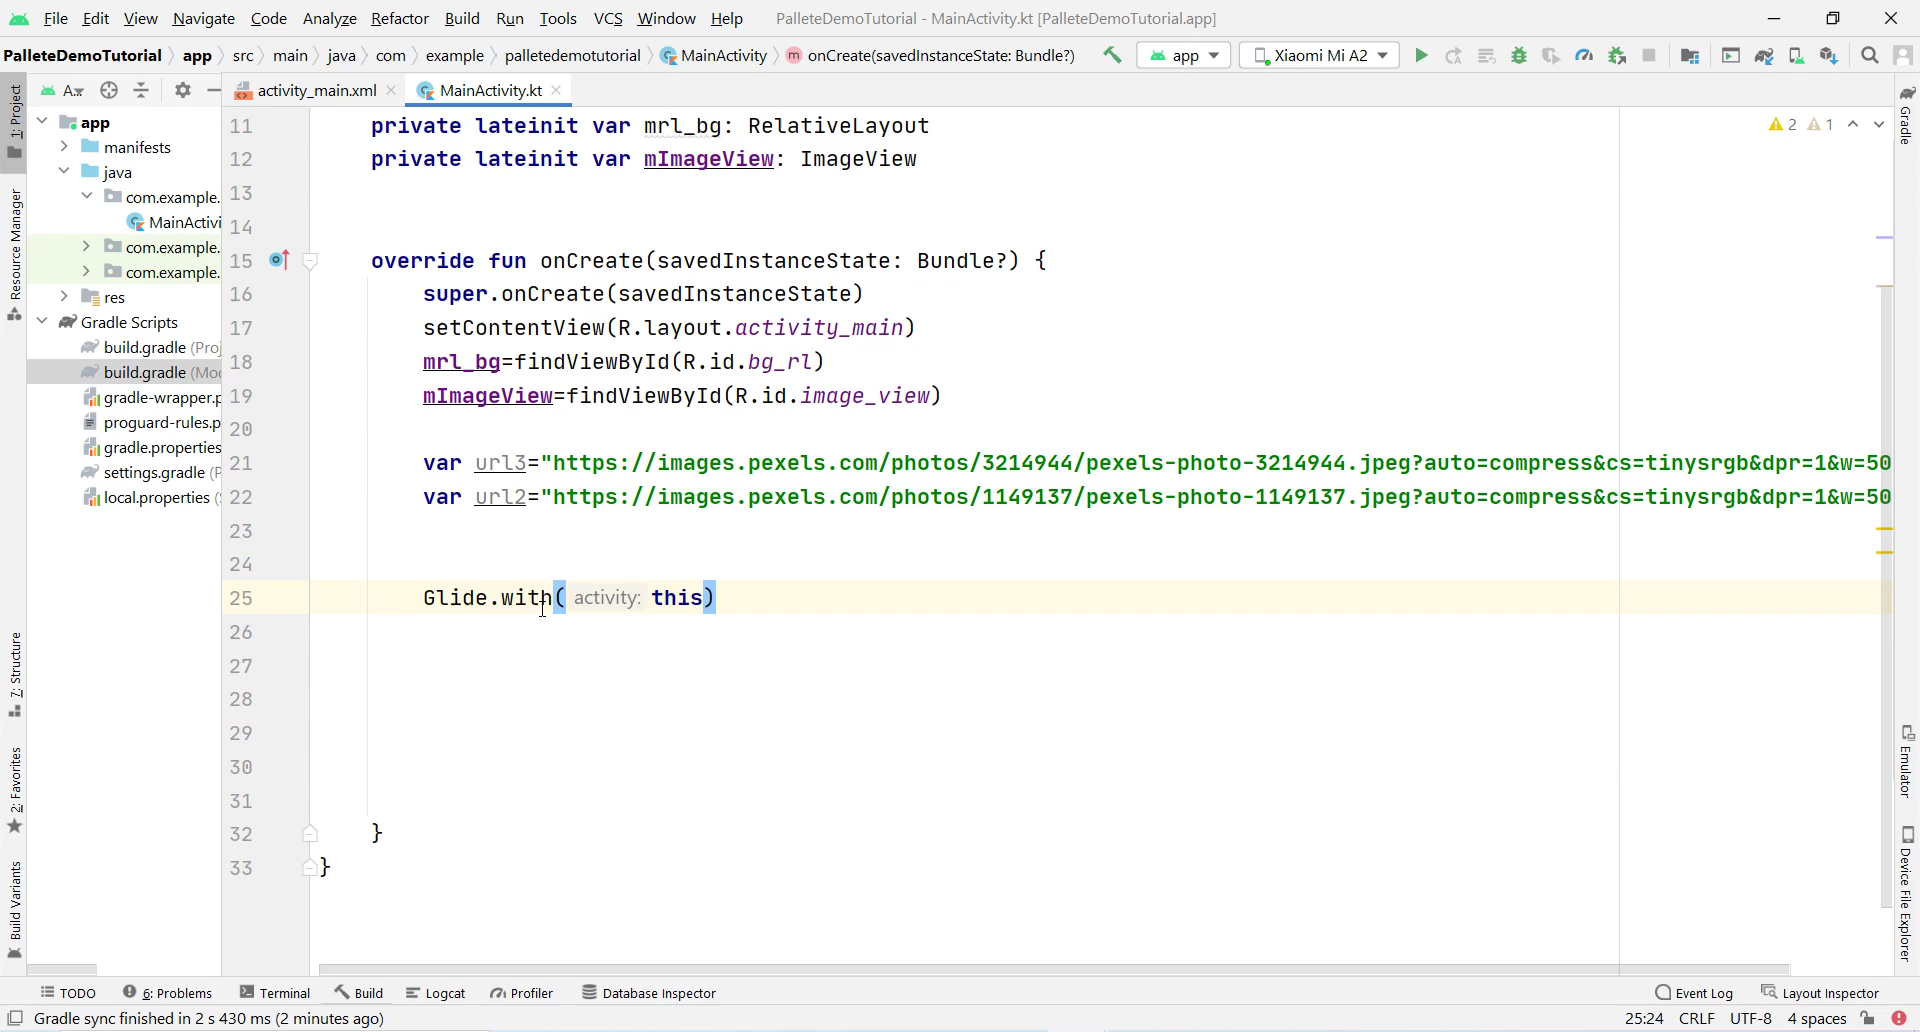 File Edit View Navigate Code Analyze Refactor Build Run Tools VCS Window Help PalleteDemoTutorial - MainActivity.kt [PalleteDemoTutorial.app]
PalleteDemoTutorial app src main java com example palletedemotutorial MainActivity onCreate(savedInstanceState: Bundle?) app Xiaomi Mi A2
A.. activity_main.xml MainActivity.kt
1: Project
Resource Manager
7: Structure
2: Favorites
Build Variants
app
manifests
java
com.example.
MainActivi
com.example.
com.example.
res
Gradle Scripts
build.gradle (Proj
build.gradle (Mod
gradle-wrapper.p
proguard-rules.p
gradle.properties
settings.gradle (P
local.properties (
2 1
11 private lateinit var mrl_bg: RelativeLayout
12 private lateinit var mImageView: ImageView
13
14
15 override fun onCreate(savedInstanceState: Bundle?) {
16 super.onCreate(savedInstanceState)
17 setContentView(R.layout.activity_main)
18 mrl_bg=findViewById(R.id.bg_rl)
19 mImageView=findViewById(R.id.image_view)
20
21 var url3="https://images.pexels.com/photos/3214944/pexels-photo-3214944.jpeg?auto=compress&cs=tinysrgb&dpr=1&w=50
22 var url2="https://images.pexels.com/photos/1149137/pexels-photo-1149137.jpeg?auto=compress&cs=tinysrgb&dpr=1&w=50
23
24
25 Glide.with( activity: this)
26
27
28
29
30
31
32 }
33 }
Gradle
Emulator
Device File Explorer
TODO 6: Problems Terminal Build Logcat Profiler Database Inspector Event Log Layout Inspector
Gradle sync finished in 2 s 430 ms (2 minutes ago) 25:24 CRLF UTF-8 4 spaces